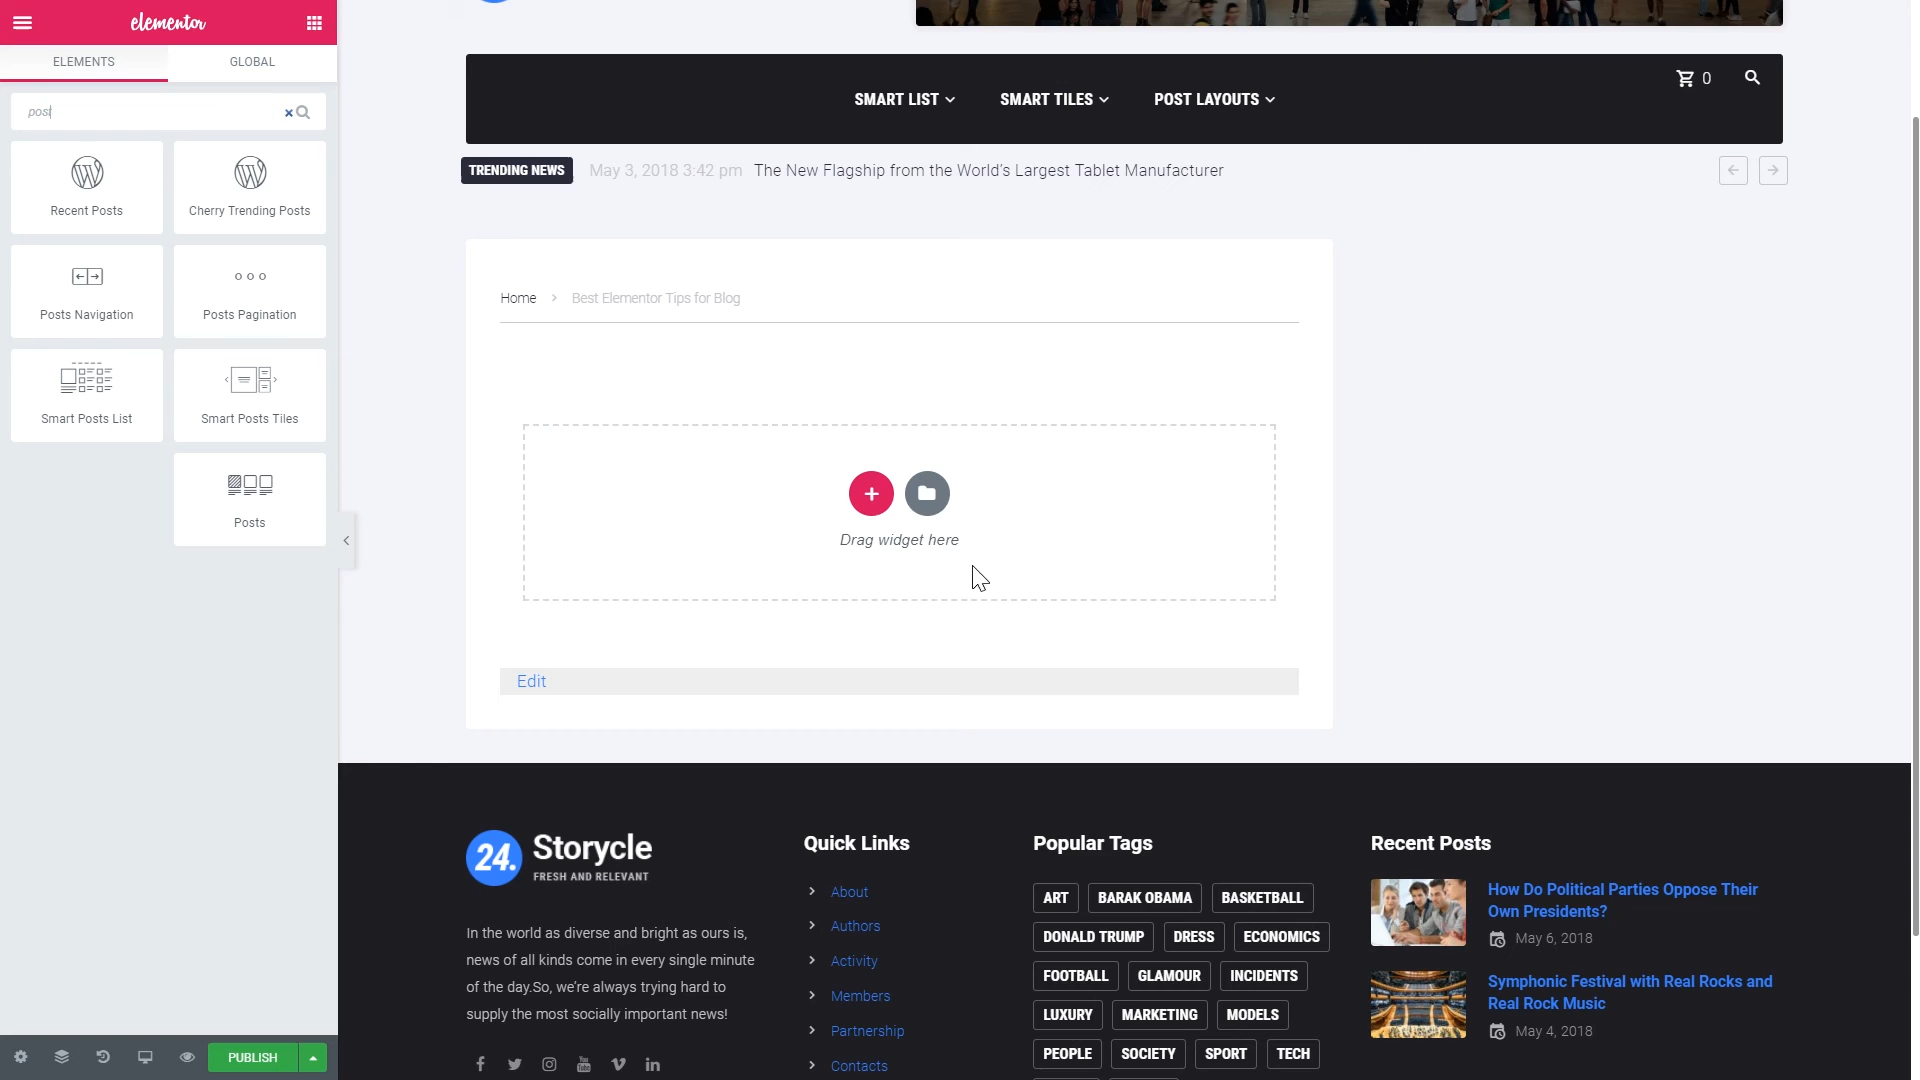 elementor
ELEMENTS
GLOBAL
post
Recent Posts
Cherry Trending Posts
Posts Navigation
Posts Pagination
Smart Posts List
Smart Posts Tiles
Posts
PUBLISH
SMART LIST
SMART TILES
POST LAYOUTS
0
TRENDING NEWS
May 3, 2018 3:42 pm
The New Flagship from the World's Largest Tablet Manufacturer
Home
Best Elementor Tips for Blog
Drag widget here
Edit
24. Storycle
FRESH AND RELEVANT
In the world as diverse and bright as ours is,
news of all kinds come in every single minute
of the day.So, we're always trying hard to
supply the most socially important news!
Quick Links
About
Authors
Activity
Members
Partnership
Contacts
Popular Tags
ART BARAK OBAMA BASKETBALL
DONALD TRUMP DRESS ECONOMICS
FOOTBALL GLAMOUR INCIDENTS
LUXURY MARKETING MODELS
PEOPLE SOCIETY SPORT TECH
Recent Posts
How Do Political Parties Oppose Their
Own Presidents?
May 6, 2018
Symphonic Festival with Real Rocks and
Real Rock Music
May 4, 2018